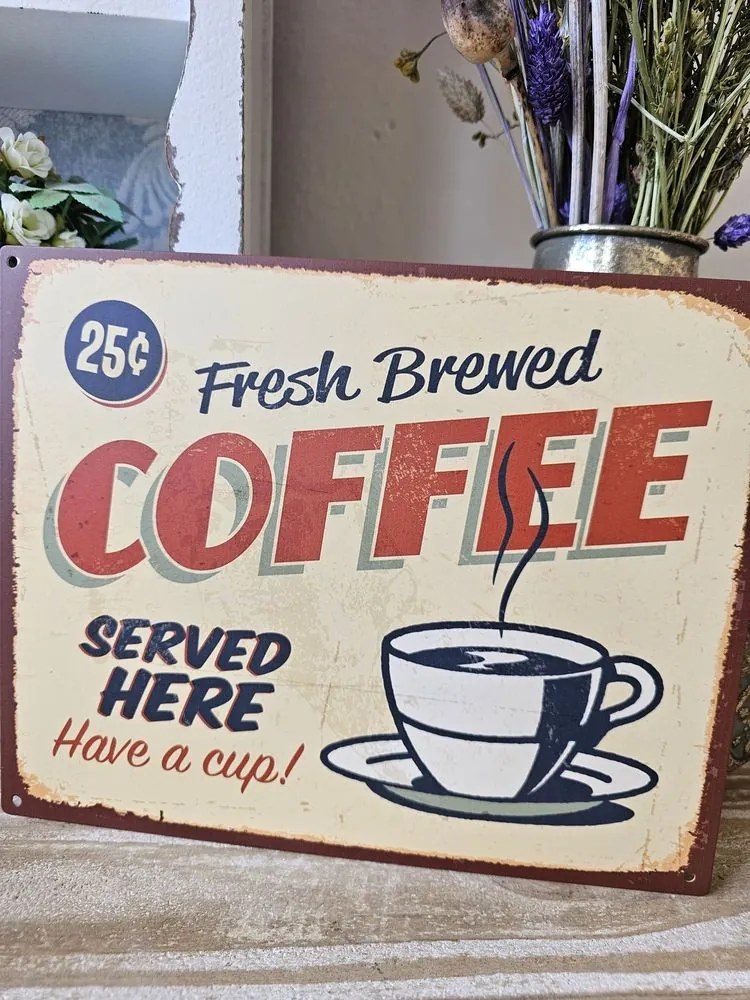 25¢
Fresh Brewed
COFFEE
SERVED
HERE
Have a cup!